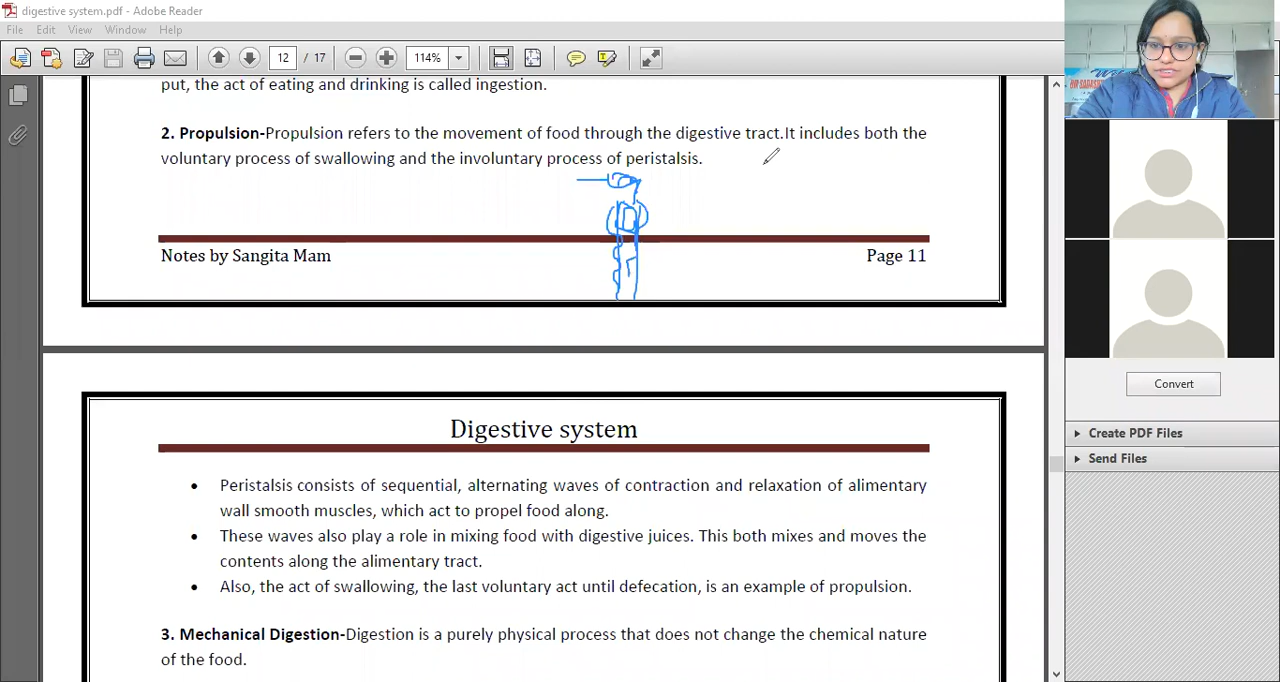 digestive system.pdf - Adobe Reader
File Edit View Window Help
12 / 17 114%
put, the act of eating and drinking is called ingestion.
2. Propulsion-Propulsion refers to the movement of food through the digestive tract.It includes both the
voluntary process of swallowing and the involuntary process of peristalsis.
Notes by Sangita Mam Page 11
Digestive system
• Peristalsis consists of sequential, alternating waves of contraction and relaxation of alimentary
wall smooth muscles, which act to propel food along.
• These waves also play a role in mixing food with digestive juices. This both mixes and moves the
contents along the alimentary tract.
• Also, the act of swallowing, the last voluntary act until defecation, is an example of propulsion.
3. Mechanical Digestion-Digestion is a purely physical process that does not change the chemical nature
of the food.
Convert
Create PDF Files
Send Files